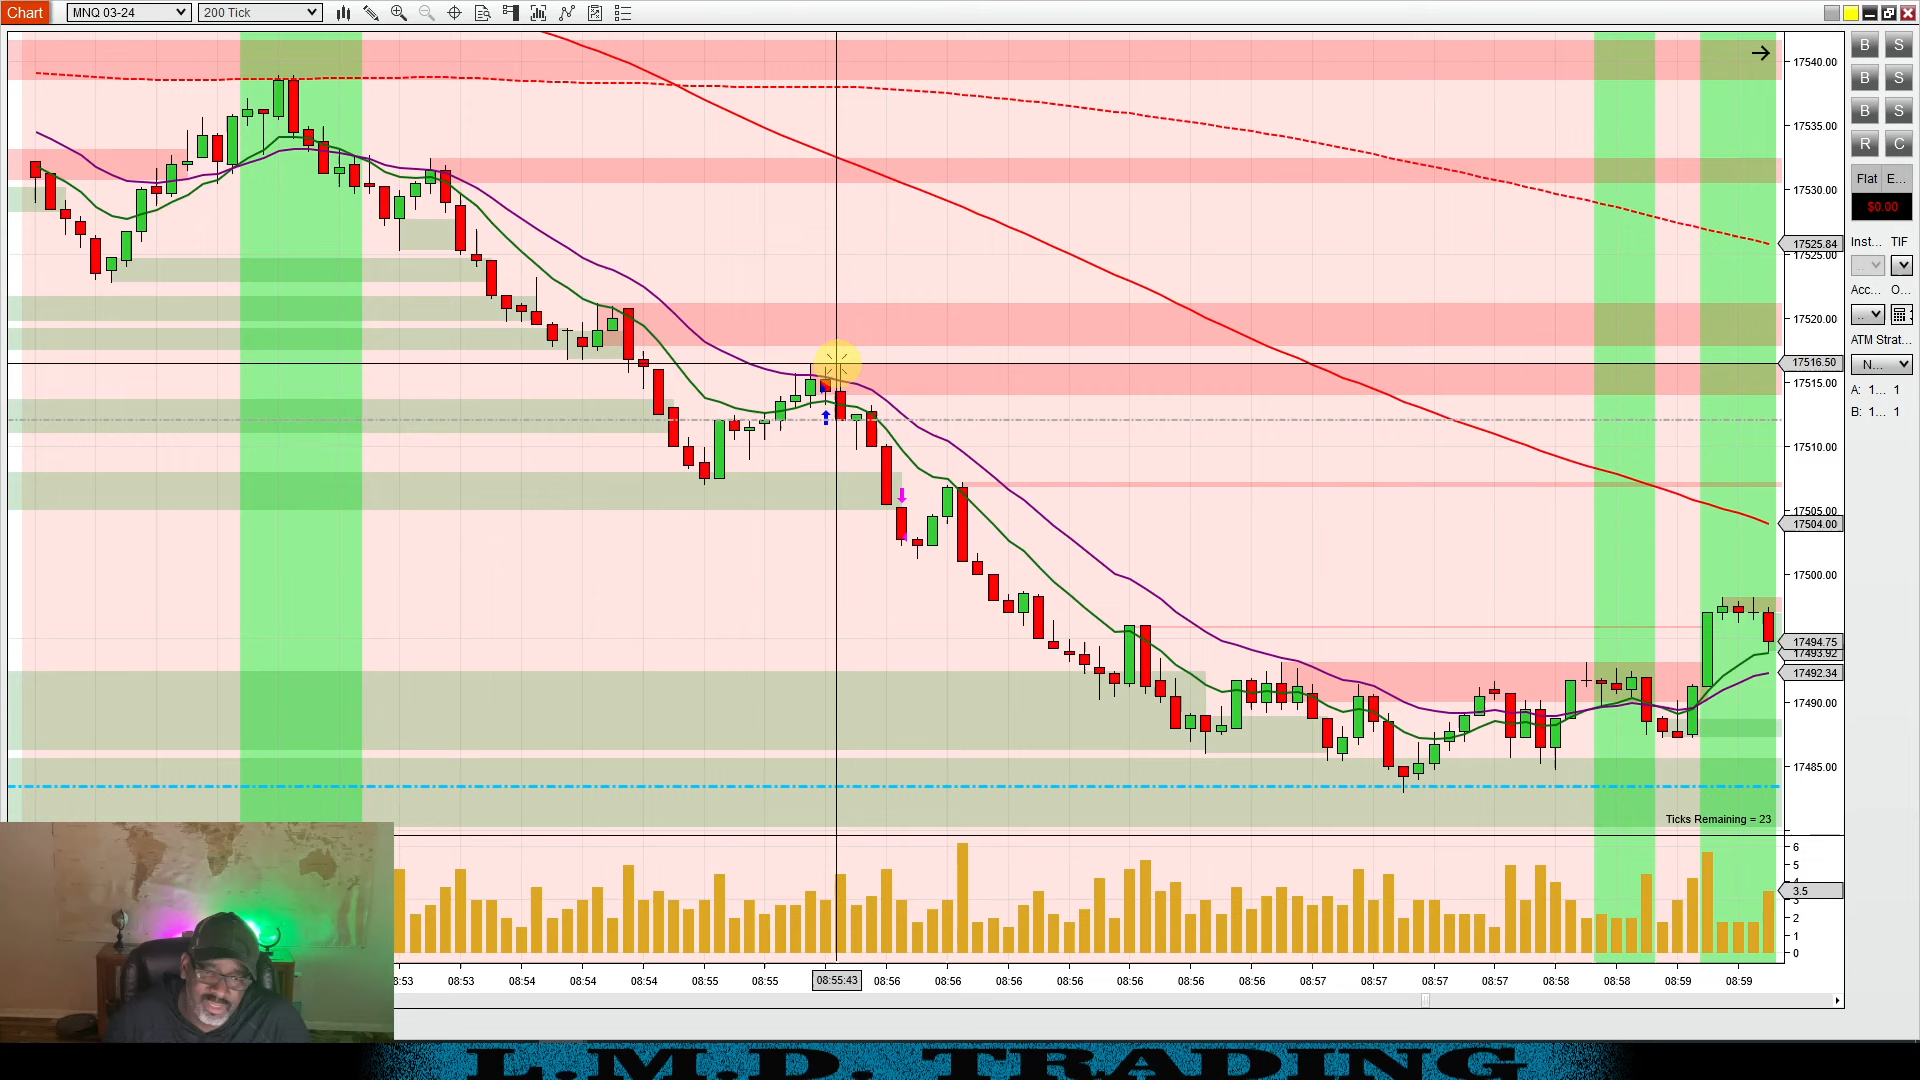 Chart MNQ 03-24 200 Tick
B S
B S
B S
R C
Flat E...
$0.00
Inst... TIF
Acc... O...
ATM Strat...
N...
A: 1... 1
B: 1... 1
17540.00
17535.00
17530.00
17525.84
17525.00
17520.00
17516.50
17515.00
17510.00
17505.00
17504.00
17500.00
17494.75
17493.92
17492.34
17490.00
17485.00
Ticks Remaining = 23
6
5
4
3.5
3
2
1
0
:53 08:53 08:54 08:54 08:55 08:55 08:55:43 08:56 08:56 08:56 08:56 08:56 08:56 08:56 08:57 08:57 08:57 08:57 08:58 08:58 08:59 08:59
L.M.D. TRADING